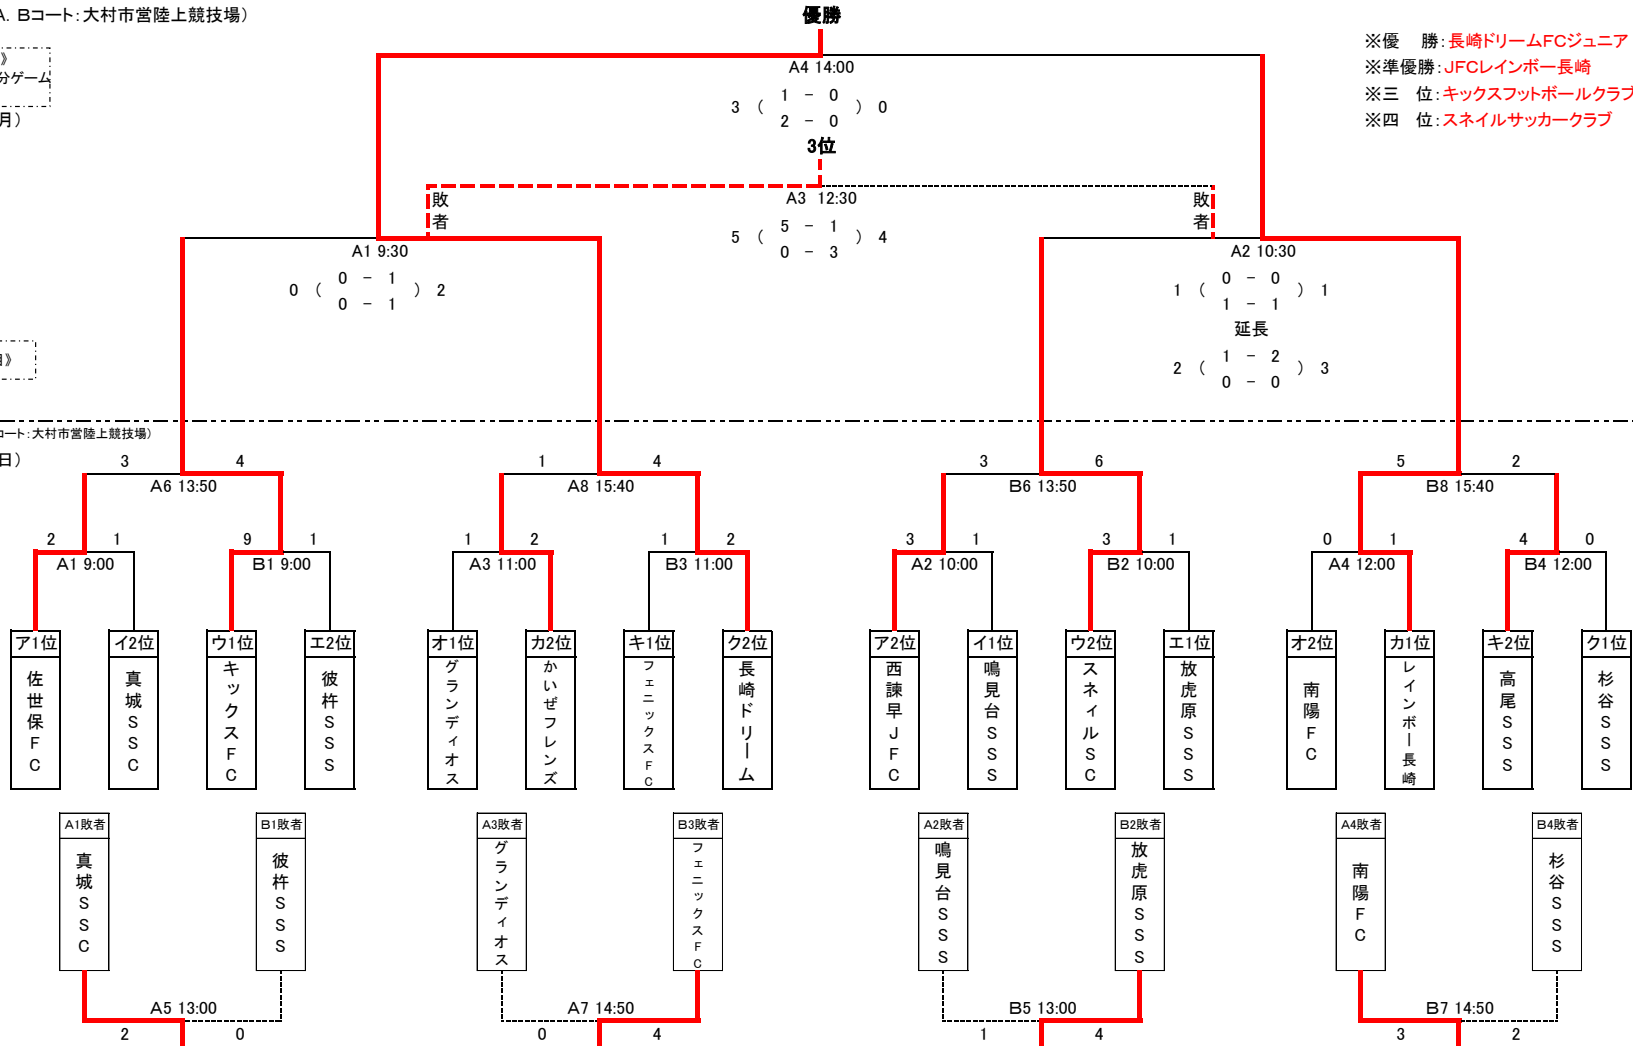 A．Bコート：大村市営陸上競技場）
優勝
》
分ゲーム
月）
※優　勝：長崎ドリームFCジュニア
※準優勝：JFCレインボー長崎
※三　位：キックスフットボールクラブ
※四　位：スネイルサッカークラブ
A4 14:00
3 （ 1 － 0 ） 0
2 － 0
3位
敗者 A3 12:30 敗者
5 （ 5 － 1 ） 4
0 － 3
A1 9:30 A2 10:30
0 （ 0 － 1 ） 2
0 － 1
1 （ 0 － 0 ） 1
1 － 1
延長
2 （ 1 － 2 ） 3
0 － 0
》
コート：大村市営陸上競技場）
日）
3 4 1 4 3 6 5 2
A6 13:50 A8 15:40 B6 13:50 B8 15:40
2 1 9 1 1 2 1 2 3 1 3 1 0 1 4 0
A1 9:00 B1 9:00 A3 11:00 B3 11:00 A2 10:00 B2 10:00 A4 12:00 B4 12:00
ア1位 イ2位 ウ1位 エ2位 オ1位 カ2位 キ1位 ク2位 ア2位 イ1位 ウ2位 エ1位 オ2位 カ1位 キ2位 ク1位
佐世保FC
真城SSC
キックスFC
彼杵SSS
グランディオス
かいぜフレンズ
フェニックスFC
長崎ドリーム
西諫早JFC
鳴見台SSS
スネイルSC
放虎原SSS
南陽FC
レインボー長崎
高尾SSS
杉谷SSS
A1敗者 B1敗者 A3敗者 B3敗者 A2敗者 B2敗者 A4敗者 B4敗者
真城SSC
彼杵SSS
グランディオス
フェニックスFC
鳴見台SSS
放虎原SSS
南陽FC
杉谷SSS
A5 13:00 A7 14:50 B5 13:00 B7 14:50
2 0 0 4 1 4 3 2